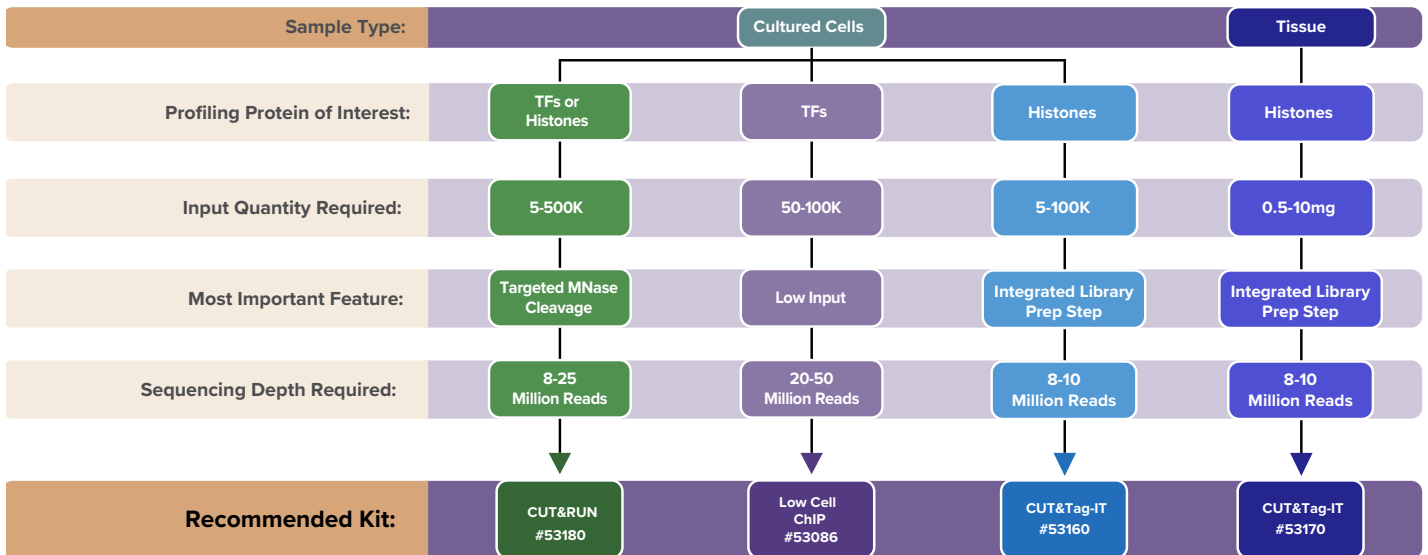 Sample Type:
Cultured Cells
Tissue
Profiling Protein of Interest:
TFs or
Histones
TFs
Histones
Histones
Input Quantity Required:
5-500K
50-100K
5-100K
0.5-10mg
Most Important Feature:
Targeted MNase
Cleavage
Low Input
Integrated Library
Prep Step
Integrated Library
Prep Step
Sequencing Depth Required:
8-25
Million Reads
20-50
Million Reads
8-10
Million Reads
8-10
Million Reads
Recommended Kit:
CUT&RUN
#53180
Low Cell
ChIP
#53086
CUT&Tag-IT
#53160
CUT&Tag-IT
#53170